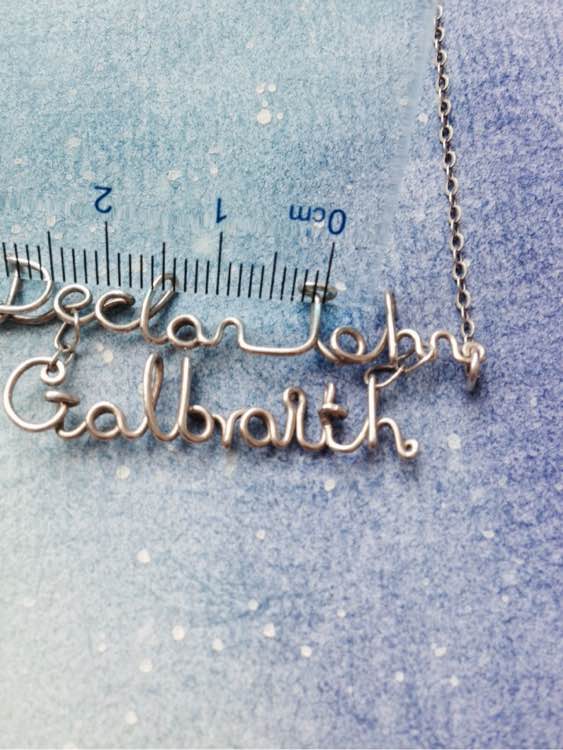 2 1 0cm
Declan John
Galbraith